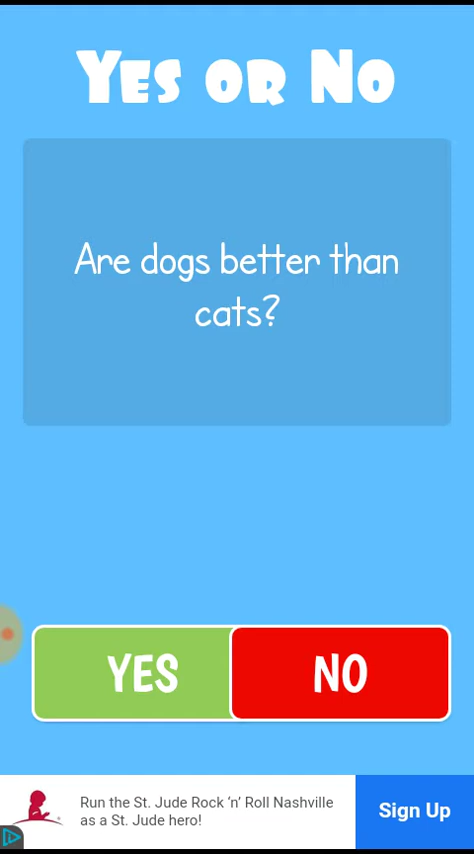 Yes or No
Are dogs better than
cats?
YES
NO
Run the St. Jude Rock ‘n’ Roll Nashville
as a St. Jude hero!
Sign Up